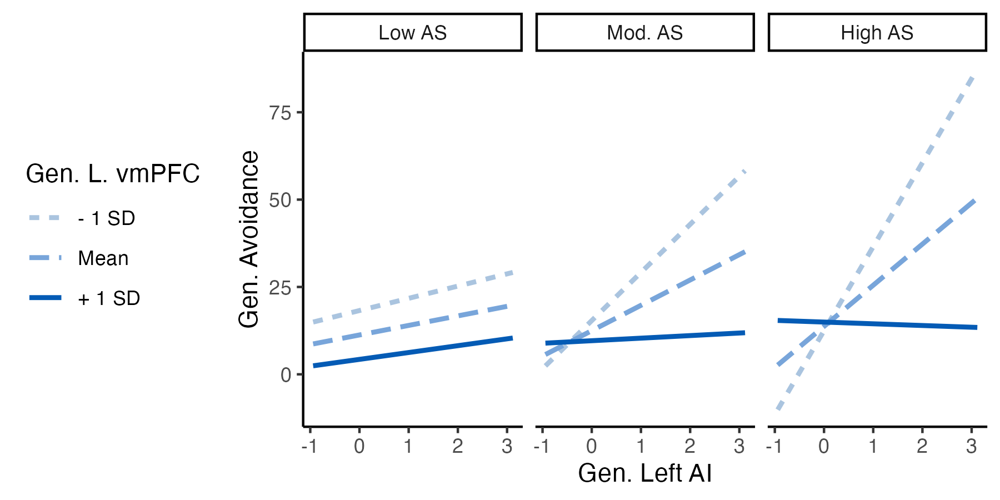 Low AS
Mod. AS
High AS
Gen. L. vmPFC
- 1 SD
Mean
+ 1 SD
Gen. Avoidance
75
50
25
0
-1 0 1 2 3
-1 0 1 2 3
-1 0 1 2 3
Gen. Left AI